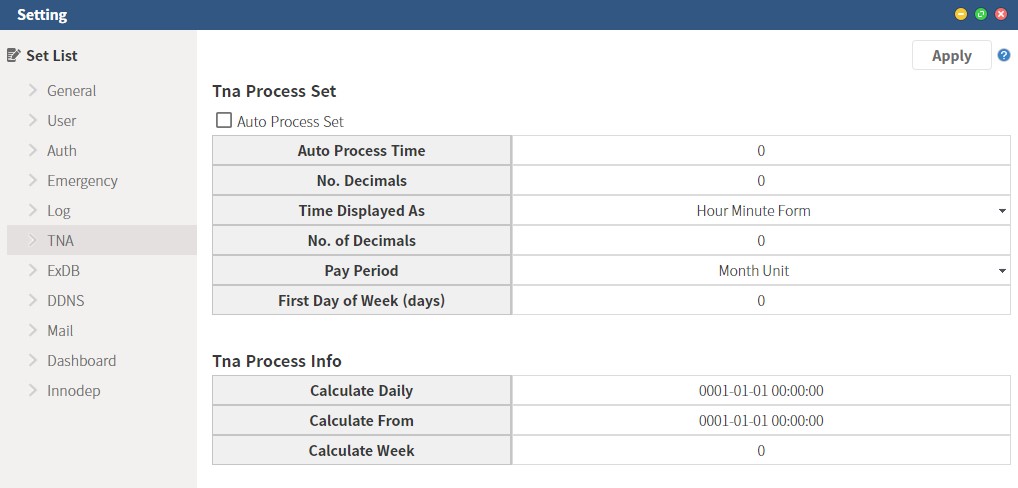 Setting
Set List
General
User
Auth
Emergency
Log
TNA
ExDB
DDNS
Mail
Dashboard
Innodep
Apply ?
Tna Process Set
Auto Process Set
Auto Process Time 0
No. Decimals 0
Time Displayed As Hour Minute Form
No. of Decimals 0
Pay Period Month Unit
First Day of Week (days) 0
Tna Process Info
Calculate Daily 0001-01-01 00:00:00
Calculate From 0001-01-01 00:00:00
Calculate Week 0